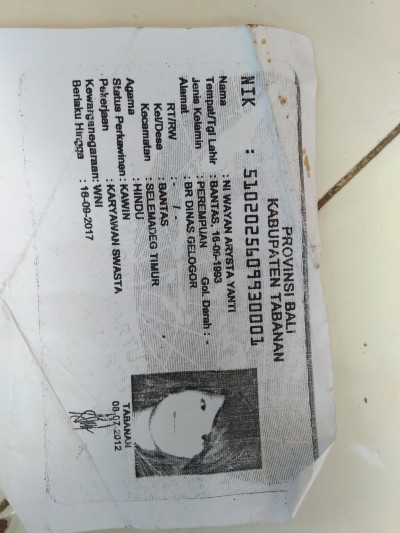 PROVINSI BALI
KABUPATEN TABANAN
NIK : 5102025609930001
Nama : NI WAYAN ARYSTA YANTI
Tempat/Tgl Lahir : BANTAS, 16-09-1993
Jenis Kelamin : PEREMPUAN Gol. Darah : -
Alamat : BR DINAS GELOGOR
RT/RW : - / -
Kel/Desa : BANTAS
Kecamatan : SELEMADEG TIMUR
Agama : HINDU
Status Perkawinan : KAWIN
Pekerjaan : KARYAWAN SWASTA
Kewarganegaraan : WNI
Berlaku Hingga : 16-09-2017
TABANAN
08-07-2012